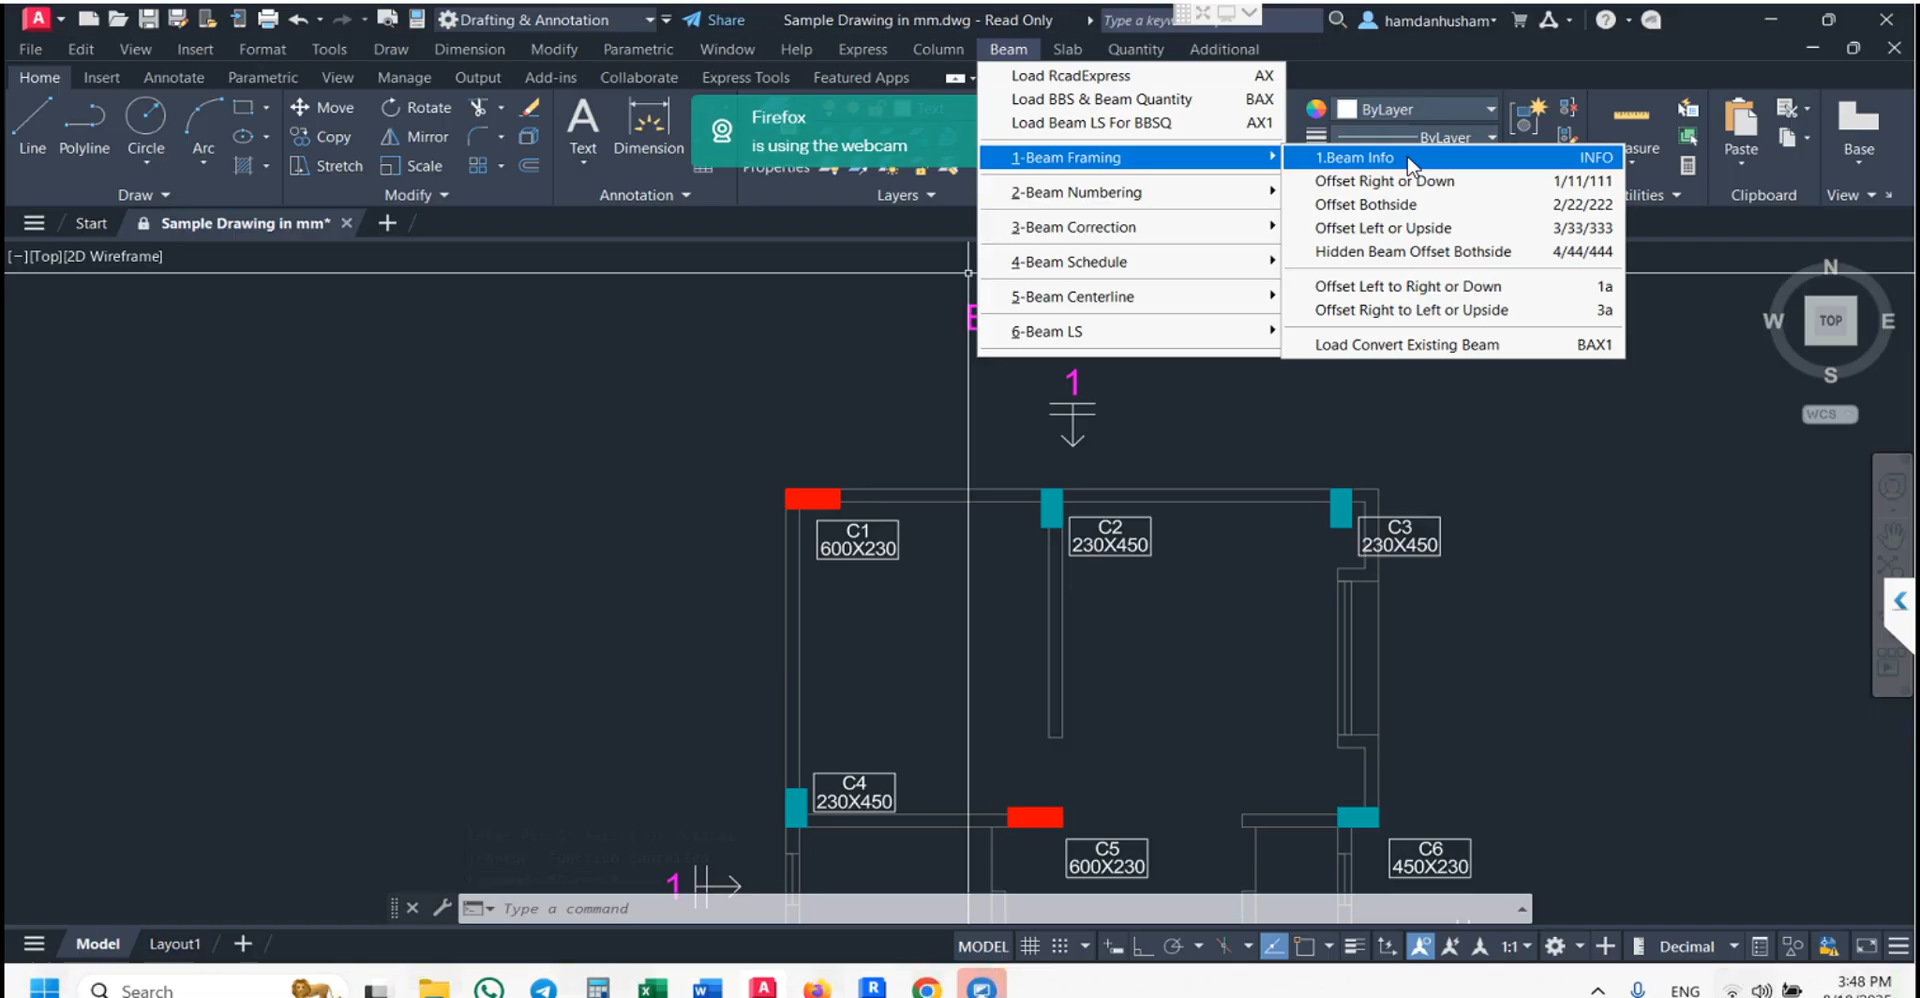 Drafting & Annotation
Share
Sample Drawing in mm.dwg - Read Only
Type a keyw
hamdanhusham
File Edit View Insert Format Tools Draw Dimension Modify Parametric Window Help Express Column Beam Slab Quantity Additional
Home Insert Annotate Parametric View Manage Output Add-ins Collaborate Express Tools Featured Apps
Line
Polyline
Circle
Arc
Move
Rotate
Copy
Mirror
Stretch
Scale
Text
Dimension
Draw
Modify
Annotation
Properties
Layers
Text
Firefox
is using the webcam
Load RcadExpress AX
Load BBS & Beam Quantity BAX
Load Beam LS For BBSQ AX1
1-Beam Framing
2-Beam Numbering
3-Beam Correction
4-Beam Schedule
5-Beam Centerline
6-Beam LS
1.Beam Info INFO
Offset Right or Down 1/11/111
Offset Bothside 2/22/222
Offset Left or Upside 3/33/333
Hidden Beam Offset Bothside 4/44/444
Offset Left to Right or Down 1a
Offset Right to Left or Upside 3a
Load Convert Existing Beam BAX1
ByLayer
ByLayer
Paste
Base
Clipboard
View
Start
Sample Drawing in mm*
[−][Top][2D Wireframe]
N
W
TOP
E
S
WCS
1
C1
600X230
C2
230X450
C3
230X450
C4
230X450
C5
600X230
C6
450X230
1
Type a command
Model
Layout1
MODEL
1:1
Decimal
Search
ENG
3:48 PM